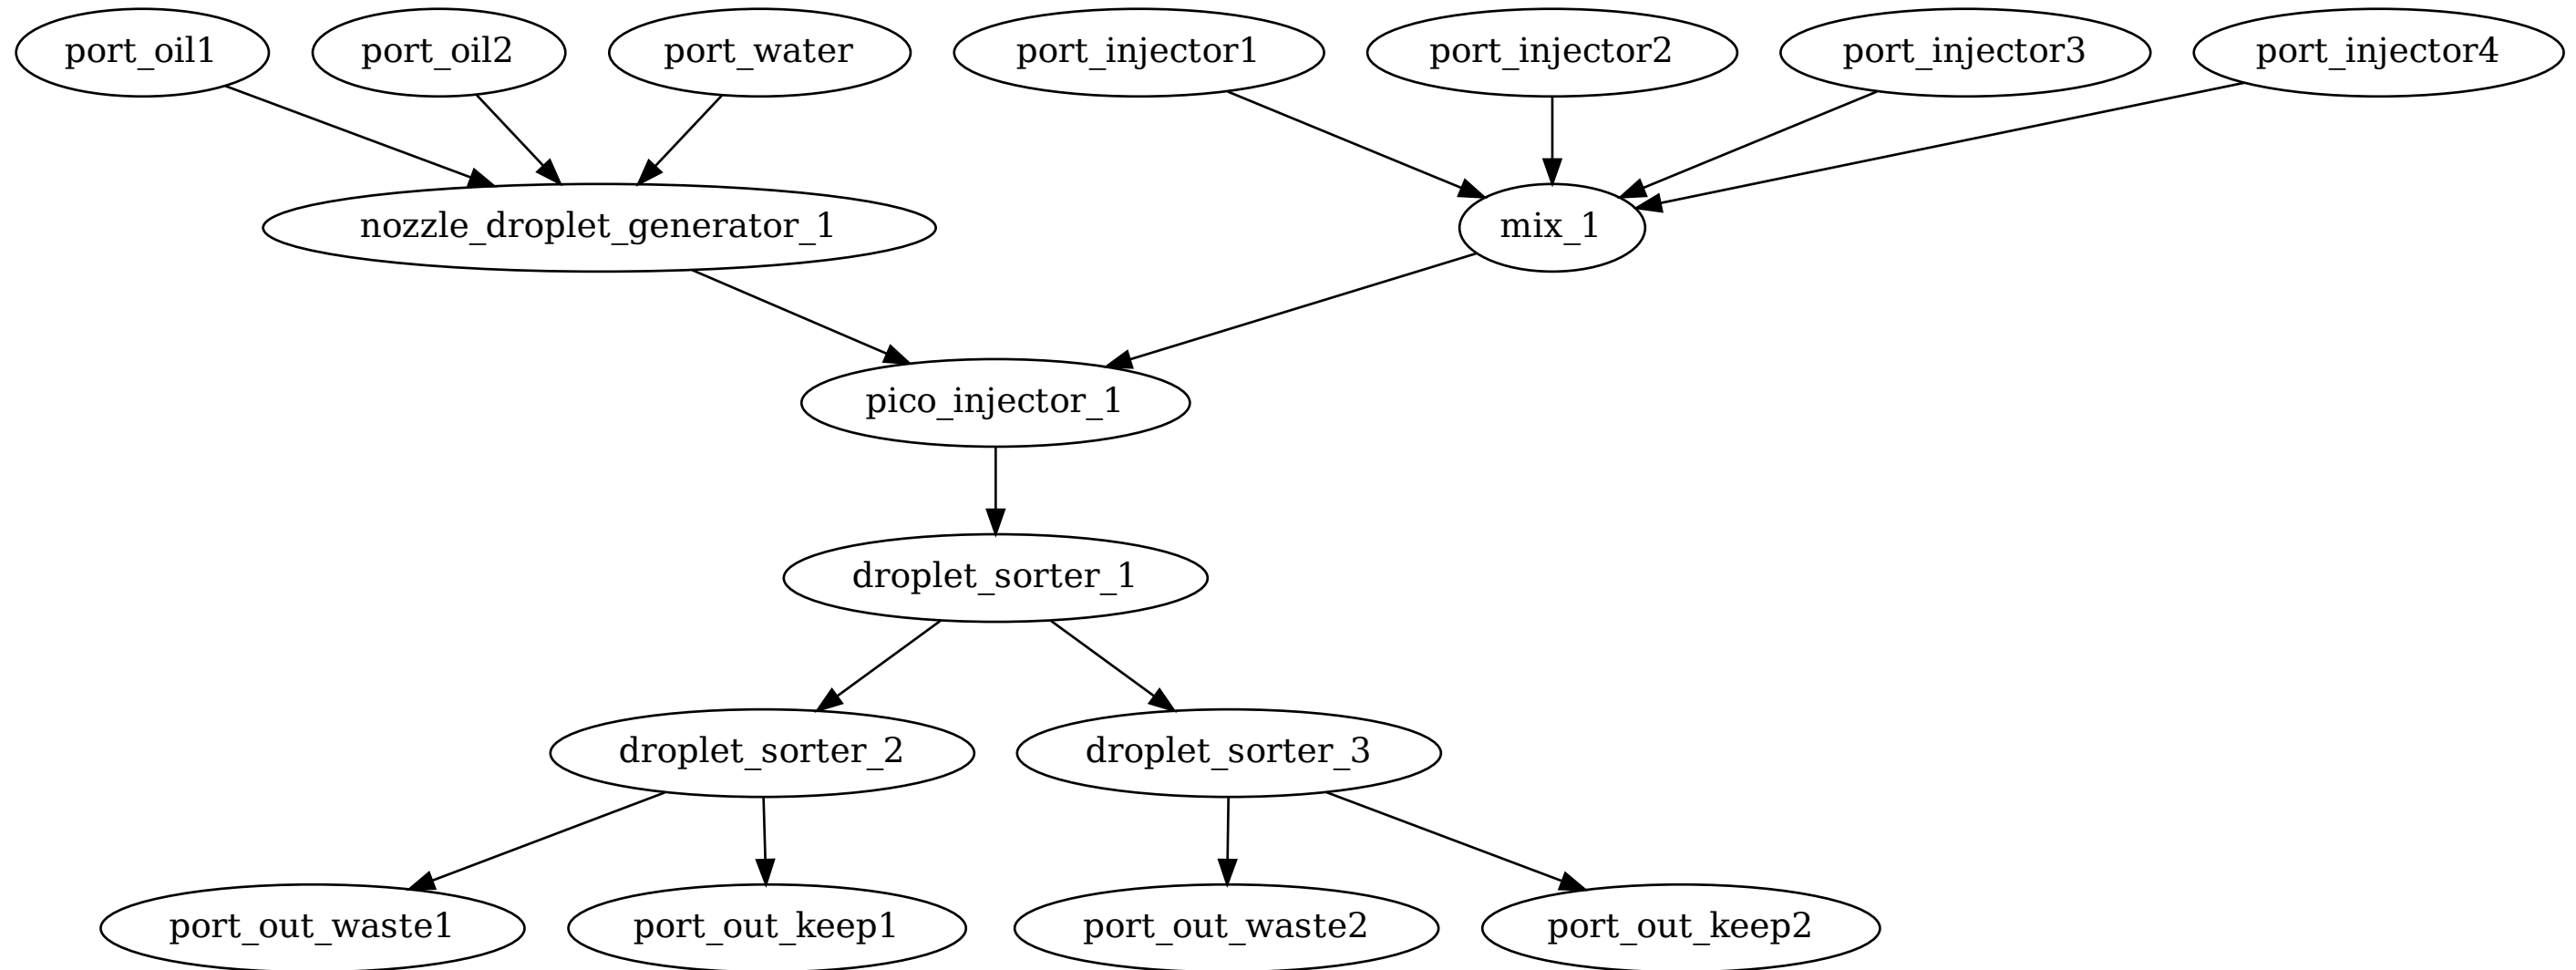 port_oil1
port_oil2
port_water
port_injector1
port_injector2
port_injector3
port_injector4
nozzle_droplet_generator_1
mix_1
pico_injector_1
droplet_sorter_1
droplet_sorter_2
droplet_sorter_3
port_out_waste1
port_out_keep1
port_out_waste2
port_out_keep2